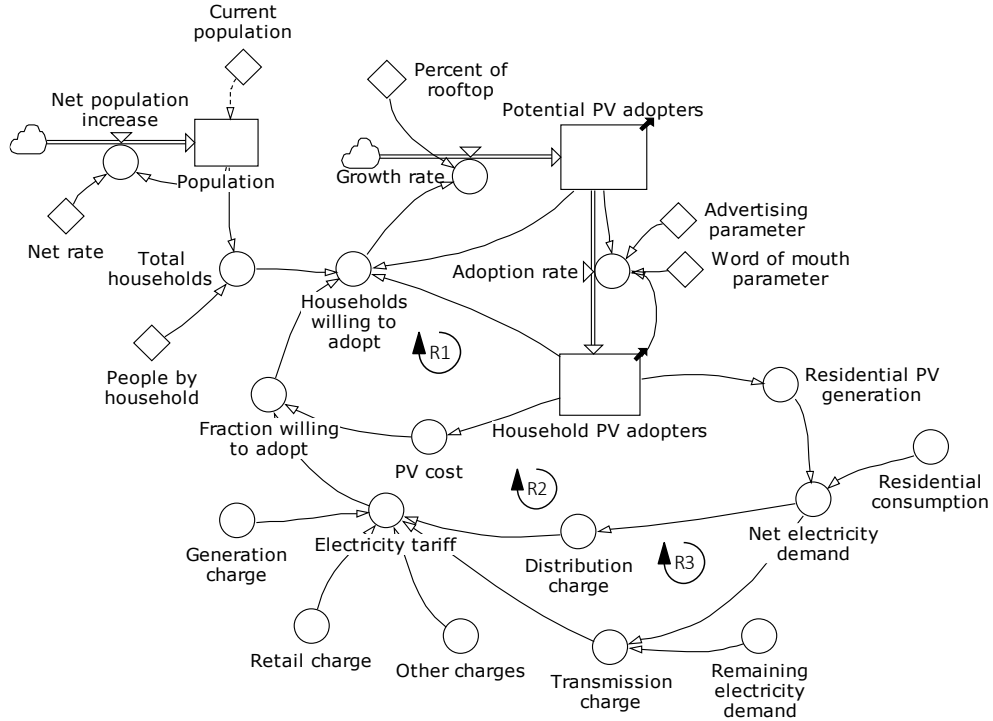 Current
population
Percent of
rooftop
Net population
increase
Potential PV adopters
Growth rate
Population
Net rate
Advertising
parameter
Total
households
Adoption rate
Word of mouth
parameter
Households
willing to
adopt
R1
People by
household
Residential PV
generation
Fraction willing
to adopt
Household PV adopters
PV cost
Residential
consumption
R2
Electricity tariff
Net electricity
demand
Generation
charge
Distribution
charge
R3
Retail charge
Other charges
Transmission
charge
Remaining
electricity
demand